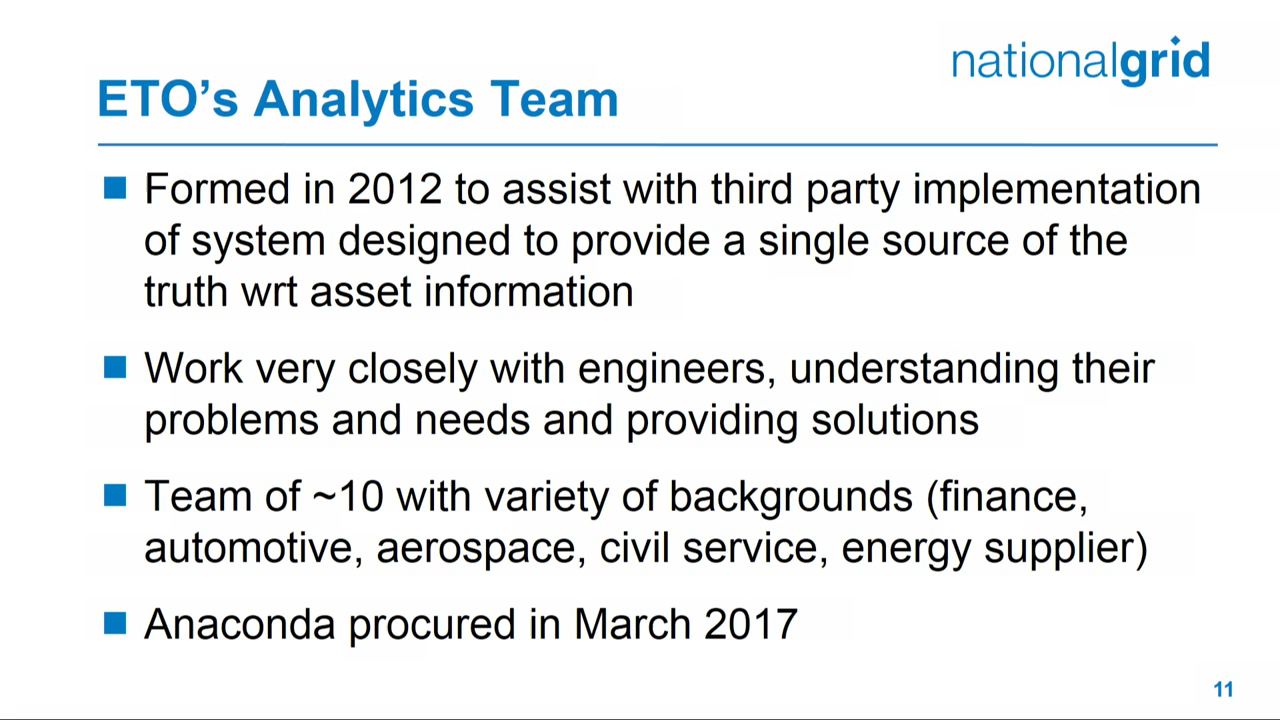 nationalgrid
ETO’s Analytics Team
Formed in 2012 to assist with third party implementation
of system designed to provide a single source of the
truth wrt asset information
Work very closely with engineers, understanding their
problems and needs and providing solutions
Team of ~10 with variety of backgrounds (finance,
automotive, aerospace, civil service, energy supplier)
Anaconda procured in March 2017
11